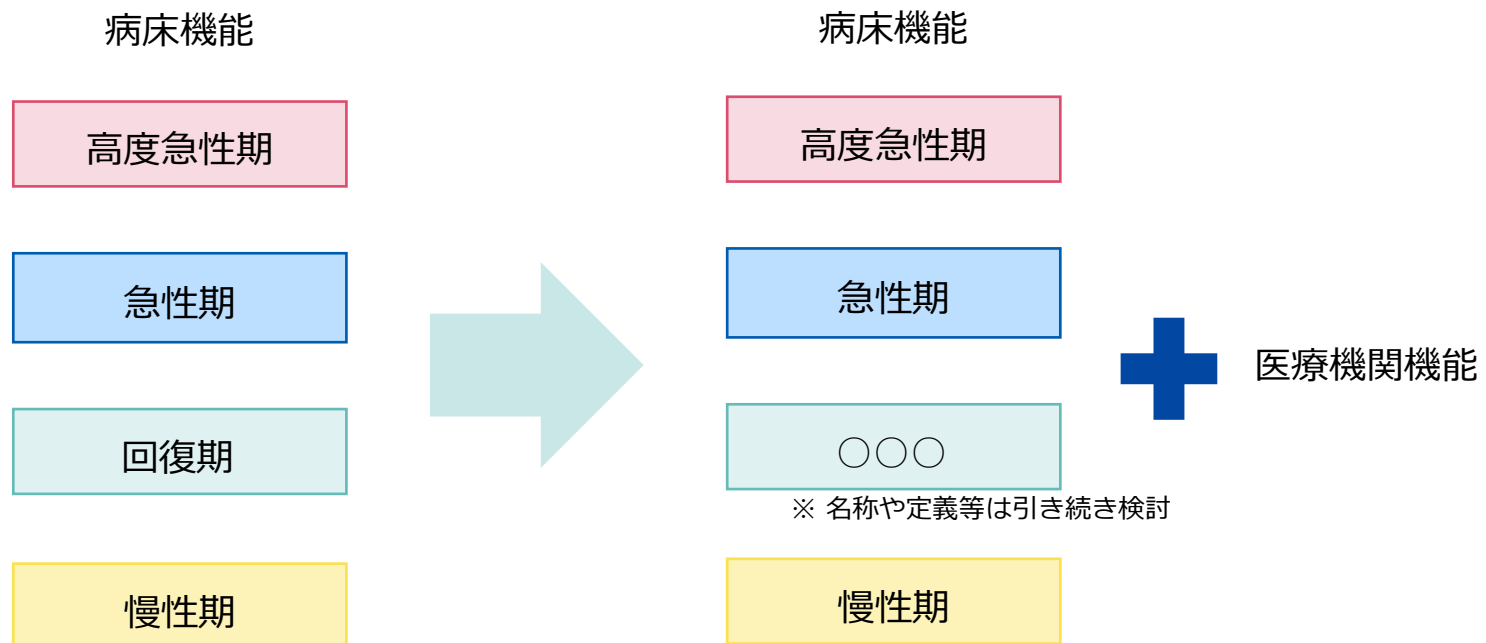 病床機能
高度急性期
急性期
回復期
慢性期
病床機能
高度急性期
急性期
○○○
※ 名称や定義等は引き続き検討
慢性期
医療機関機能